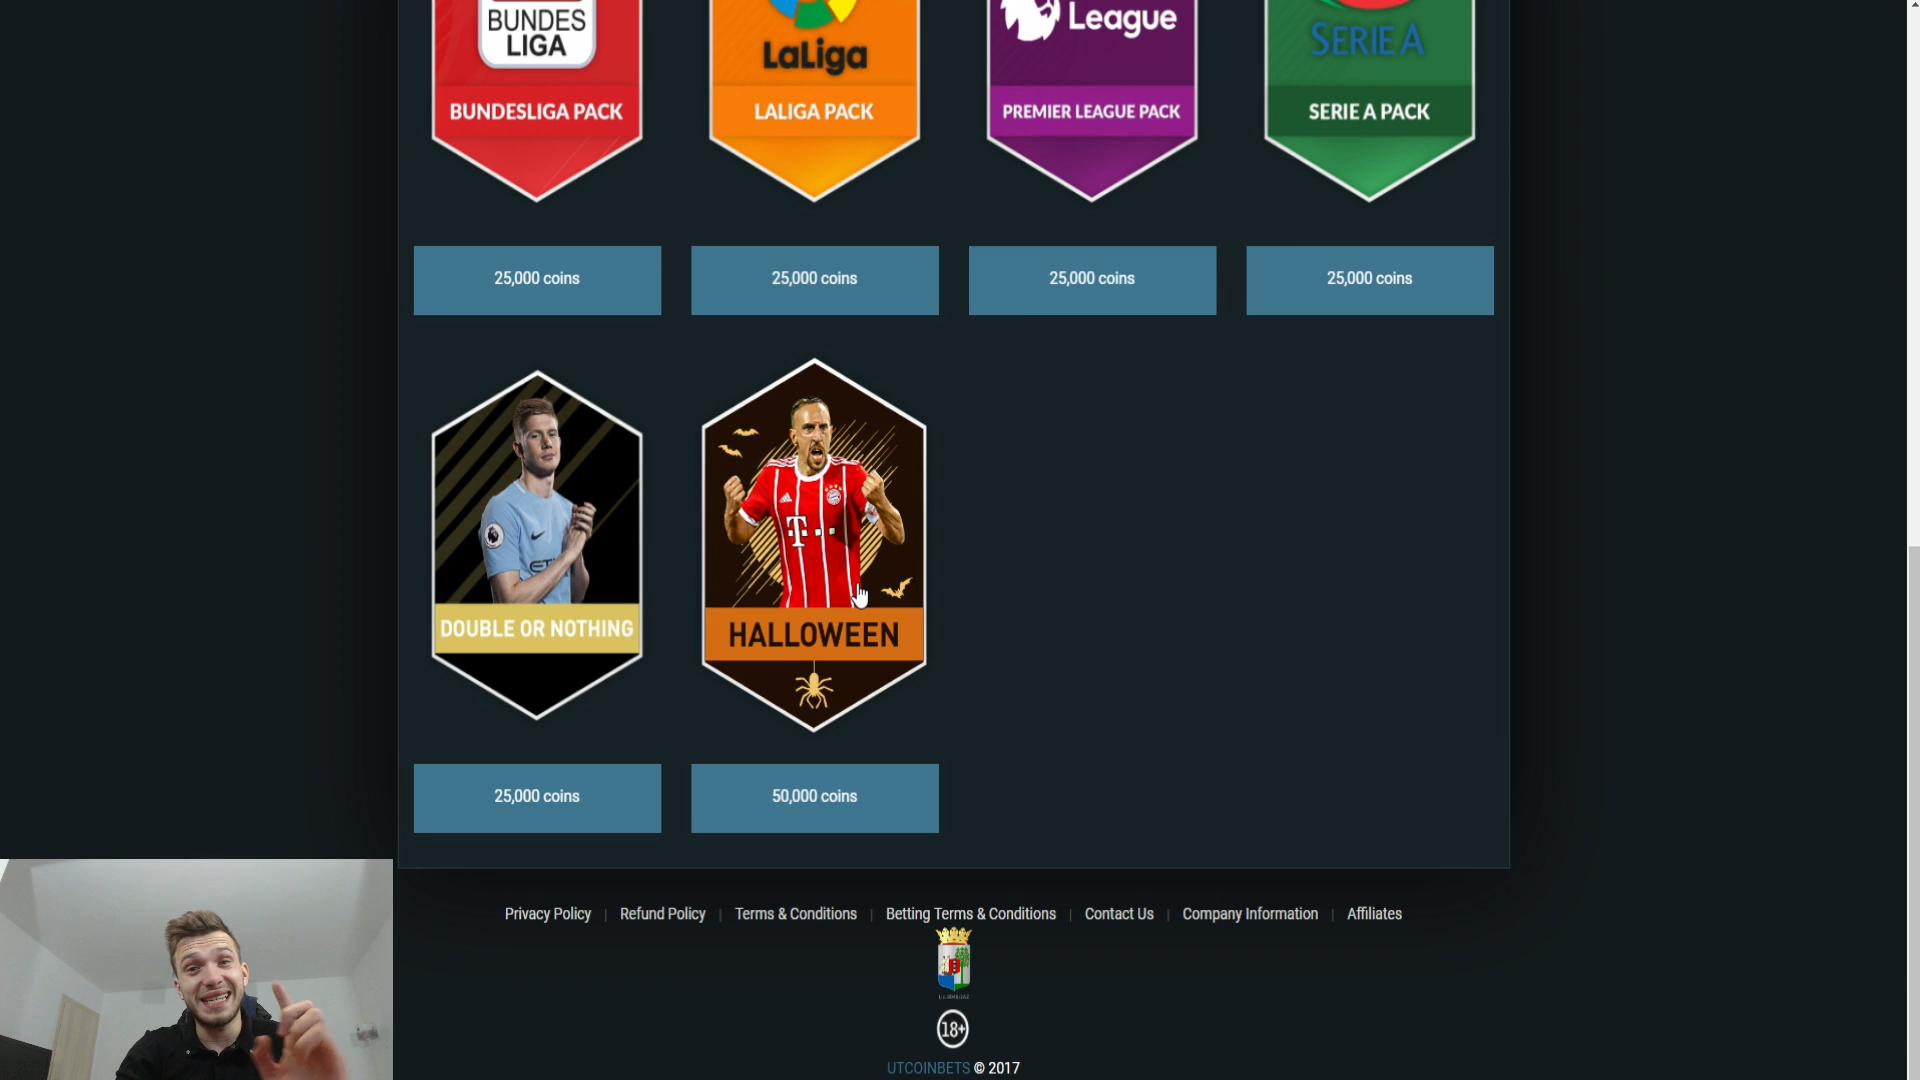 BUNDES
LIGA
LaLiga
League
SERIE A
BUNDESLIGA PACK
LALIGA PACK
PREMIER LEAGUE PACK
SERIE A PACK
25,000 coins
25,000 coins
25,000 coins
25,000 coins
DOUBLE OR NOTHING
HALLOWEEN
25,000 coins
50,000 coins
Privacy Policy | Refund Policy | Terms & Conditions | Betting Terms & Conditions | Contact Us | Company Information | Affiliates
18+
UTCOINBETS © 2017